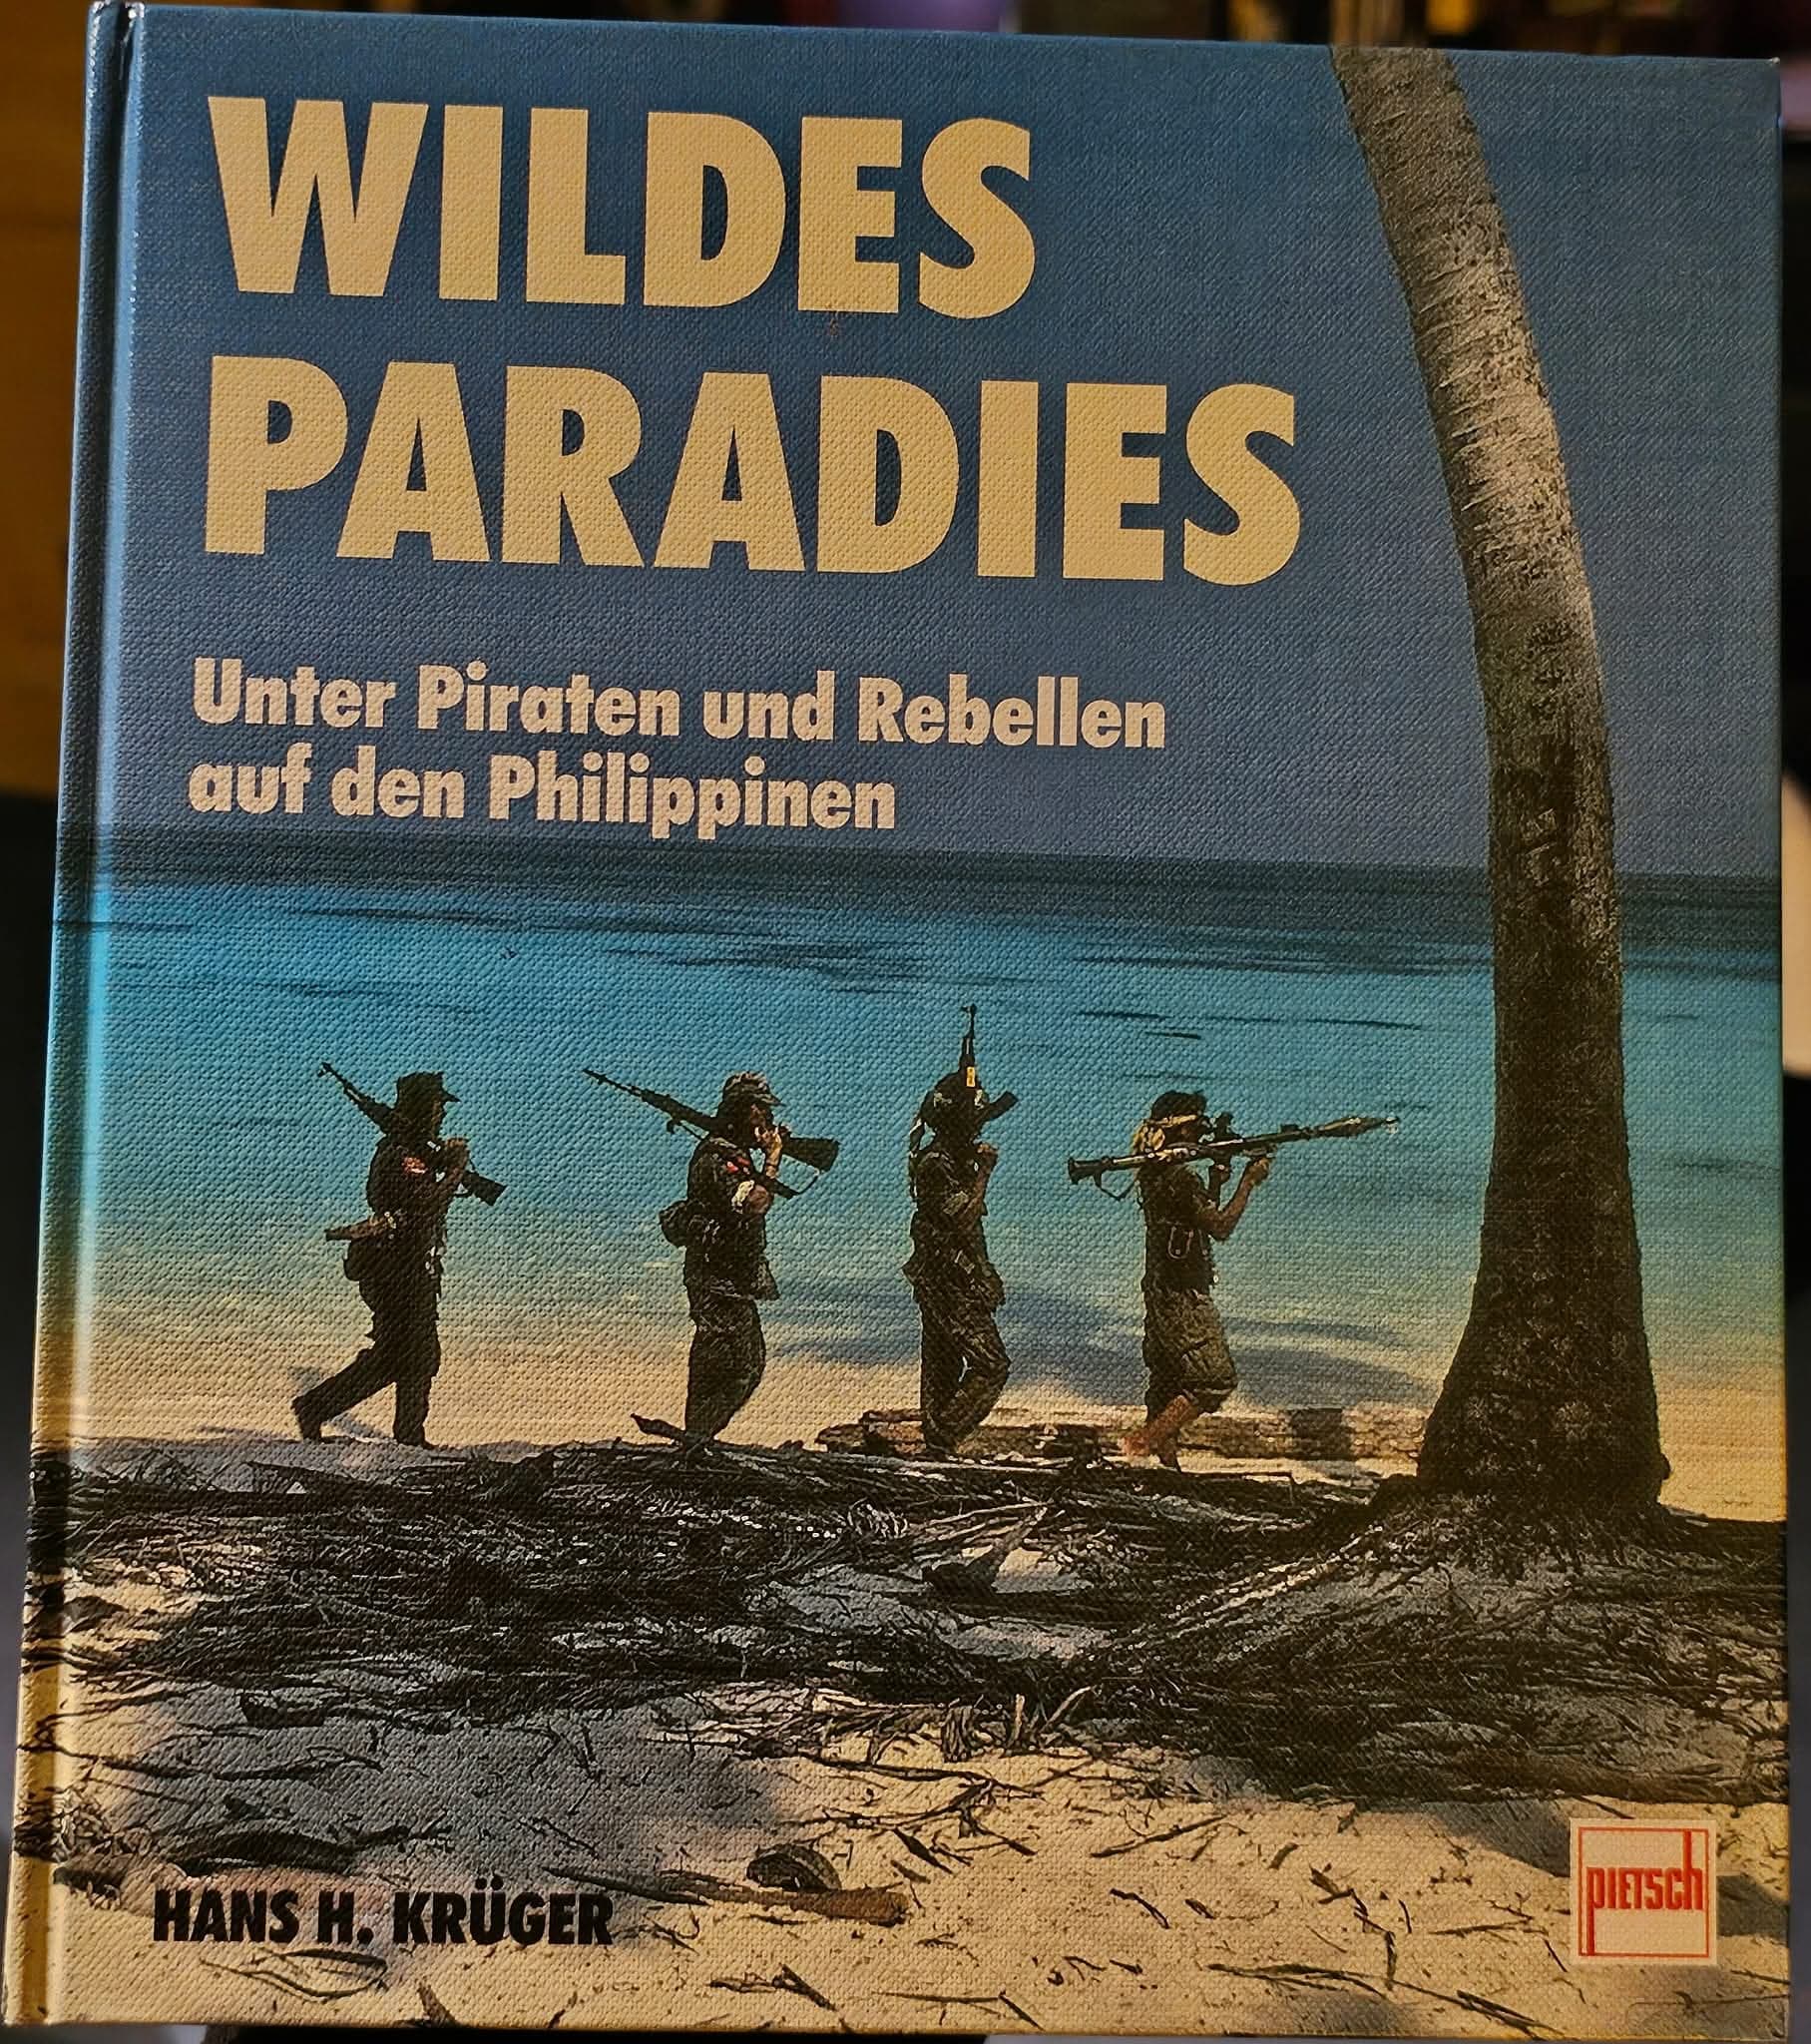 WILDES
PARADIES
Unter Piraten und Rebellen
auf den Philippinen
HANS H. KRÜGER
pietsch